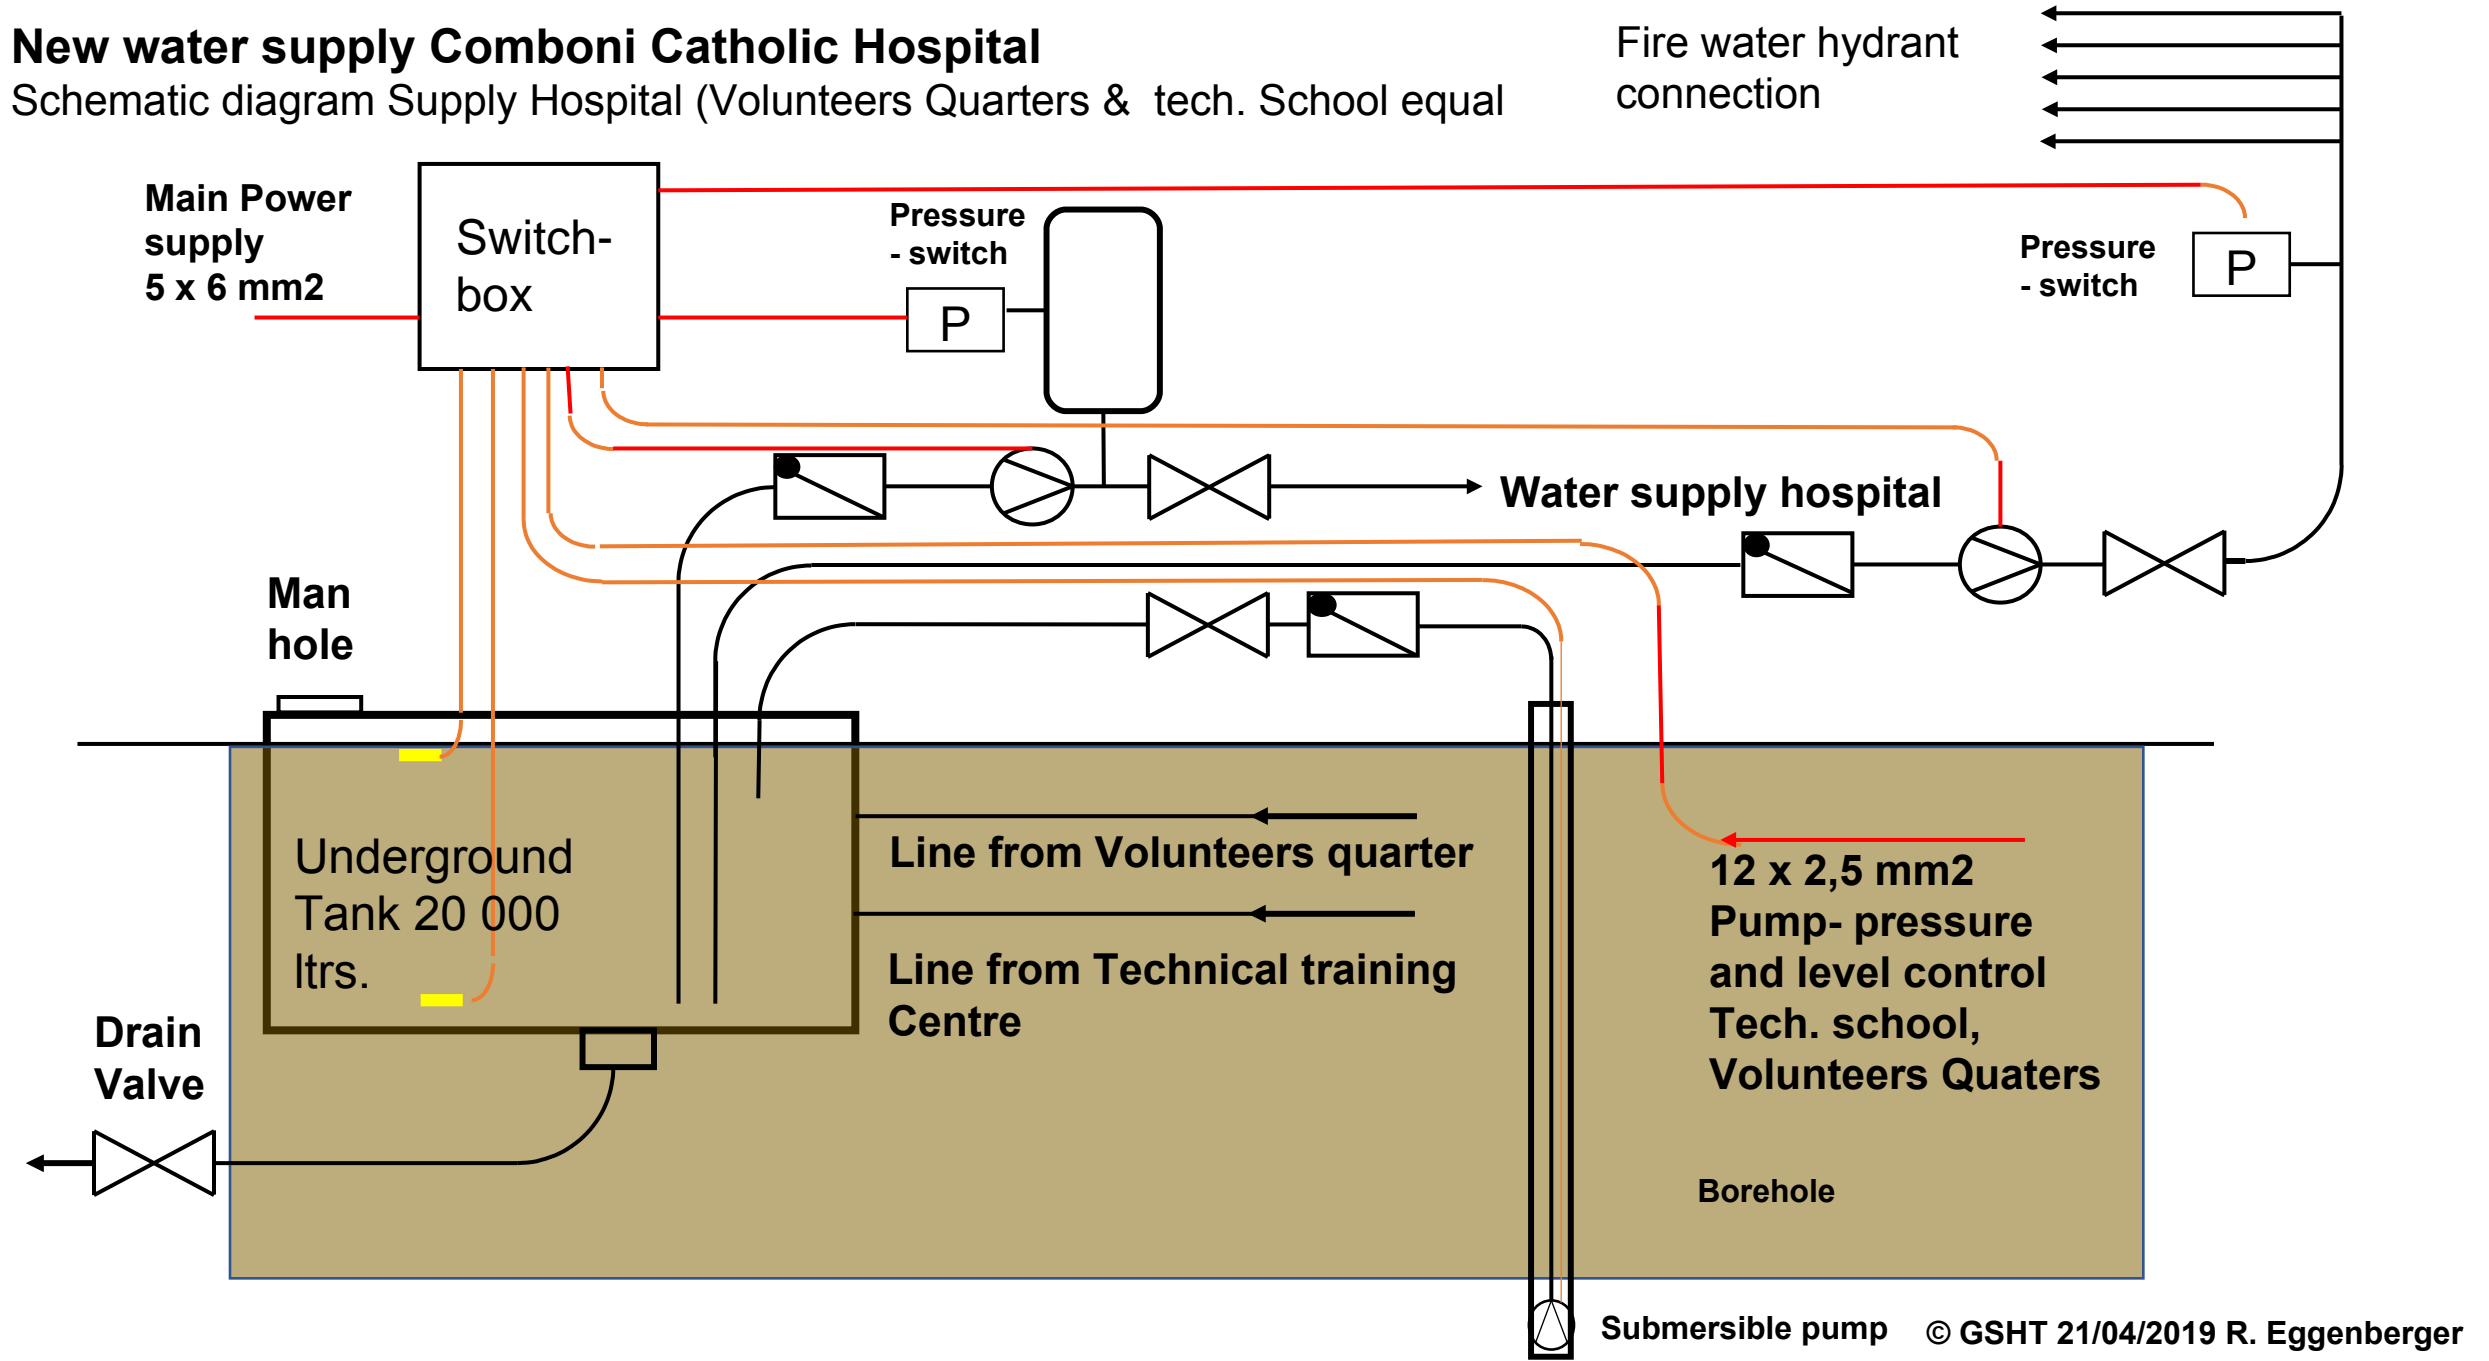 New water supply Comboni Catholic Hospital
Schematic diagram Supply Hospital (Volunteers Quarters & tech. School equal
Fire water hydrant
connection
Main Power
supply
5 x 6 mm2
Switch-
box
Pressure
- switch
P
Pressure
- switch
P
Water supply hospital
Man
hole
Underground
Tank 20 000
ltrs.
Line from Volunteers quarter
Line from Technical training
Centre
12 x 2,5 mm2
Pump- pressure
and level control
Tech. school,
Volunteers Quaters
Drain
Valve
Borehole
Submersible pump
© GSHT 21/04/2019 R. Eggenberger